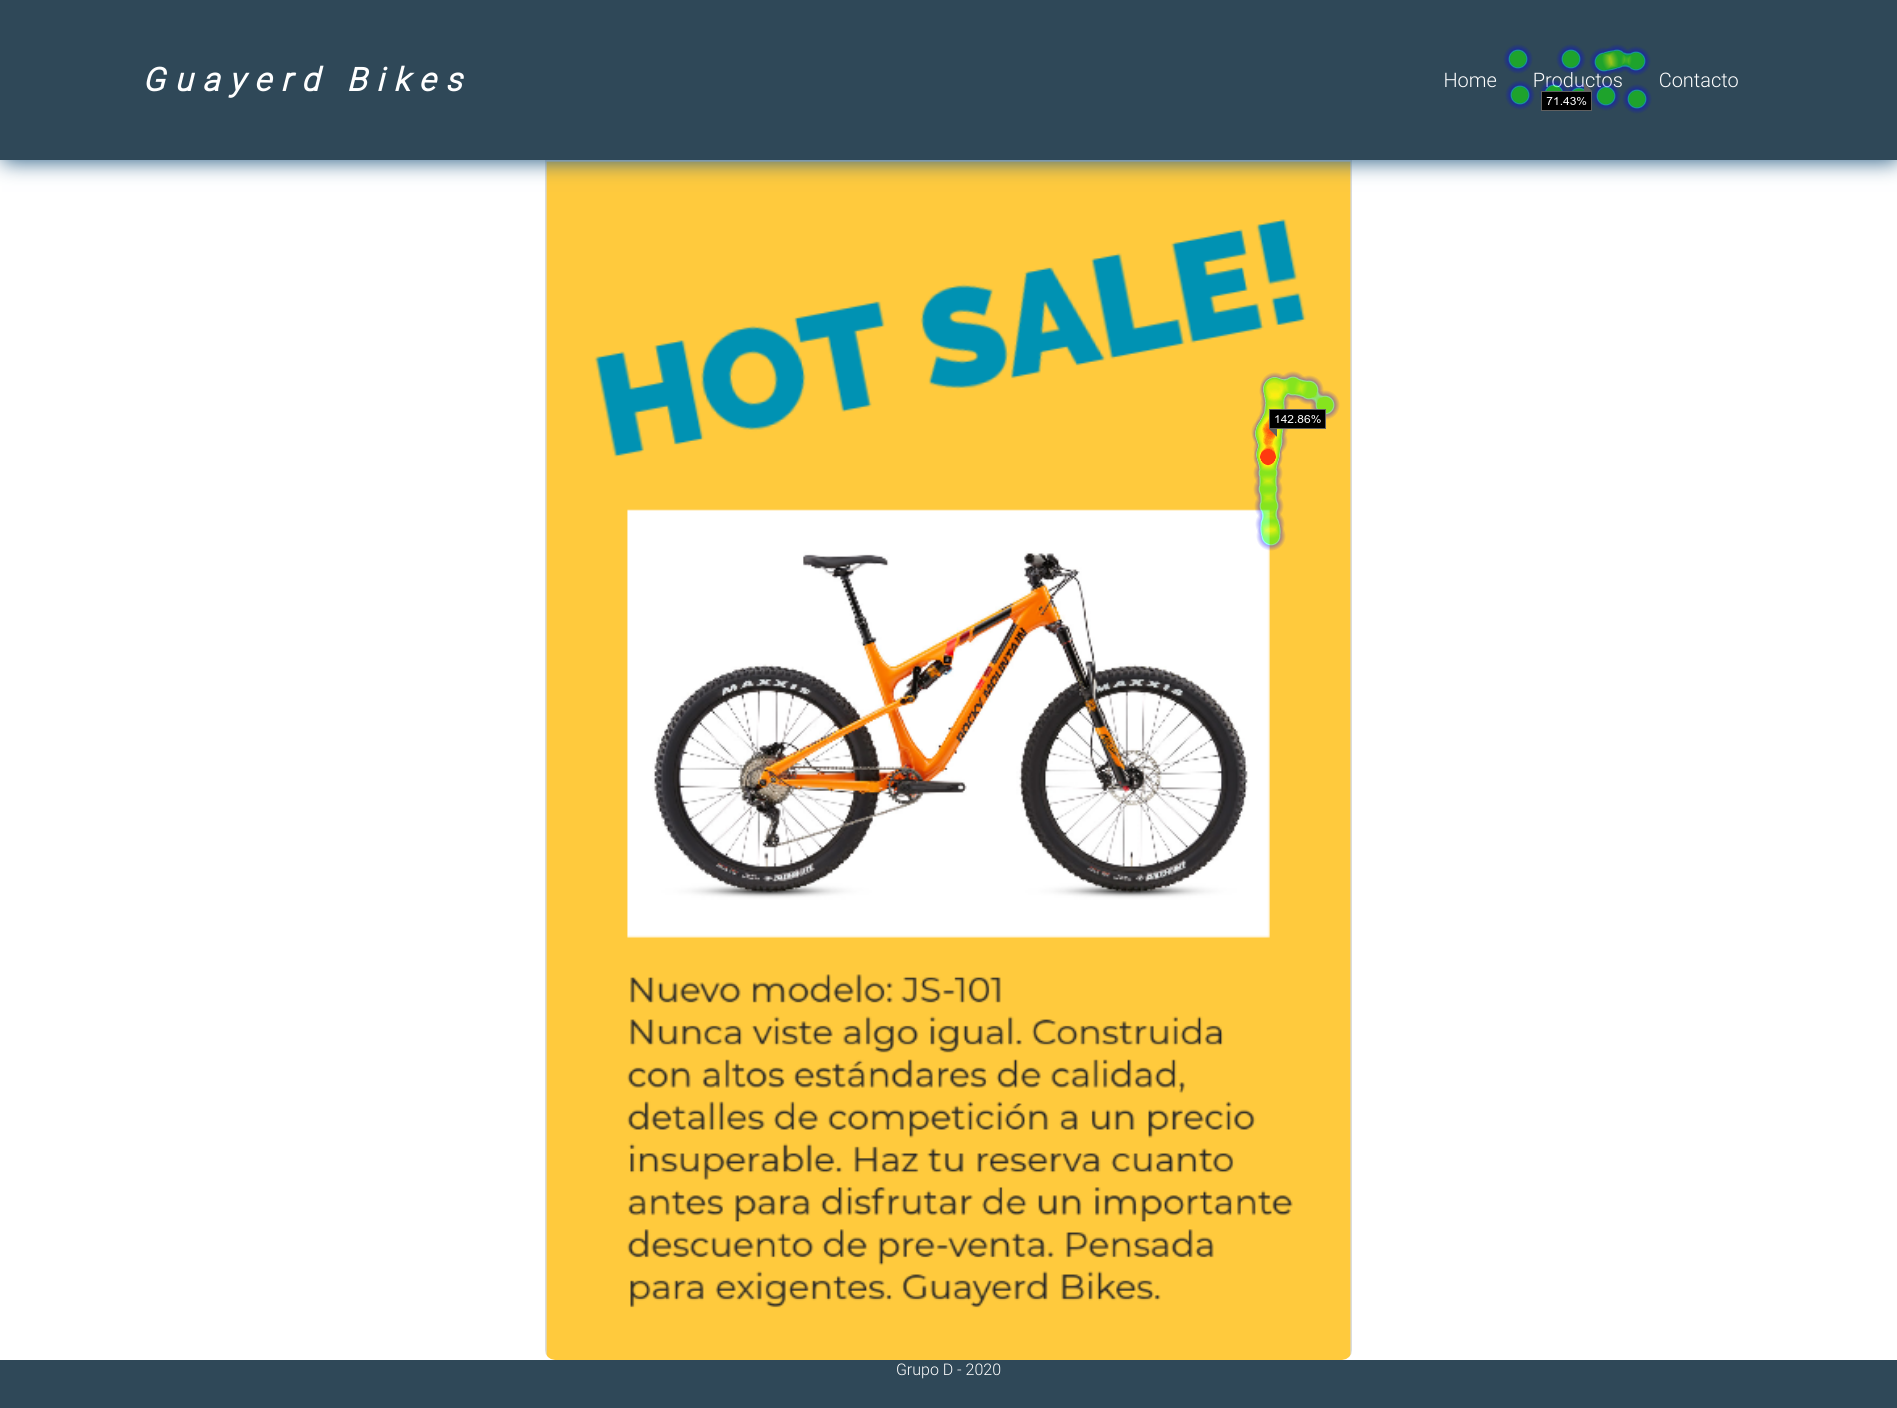 Guayerd Bikes
Home Productos Contacto
71.43%
HOT SALE!
142.86%
MAXXIS
ROCKY MOUNTAIN
Nuevo modelo: JS-101
Nunca viste algo igual. Construida
con altos estándares de calidad,
detalles de competición a un precio
insuperable. Haz tu reserva cuanto
antes para disfrutar de un importante
descuento de pre-venta. Pensada
para exigentes. Guayerd Bikes.
Grupo D - 2020